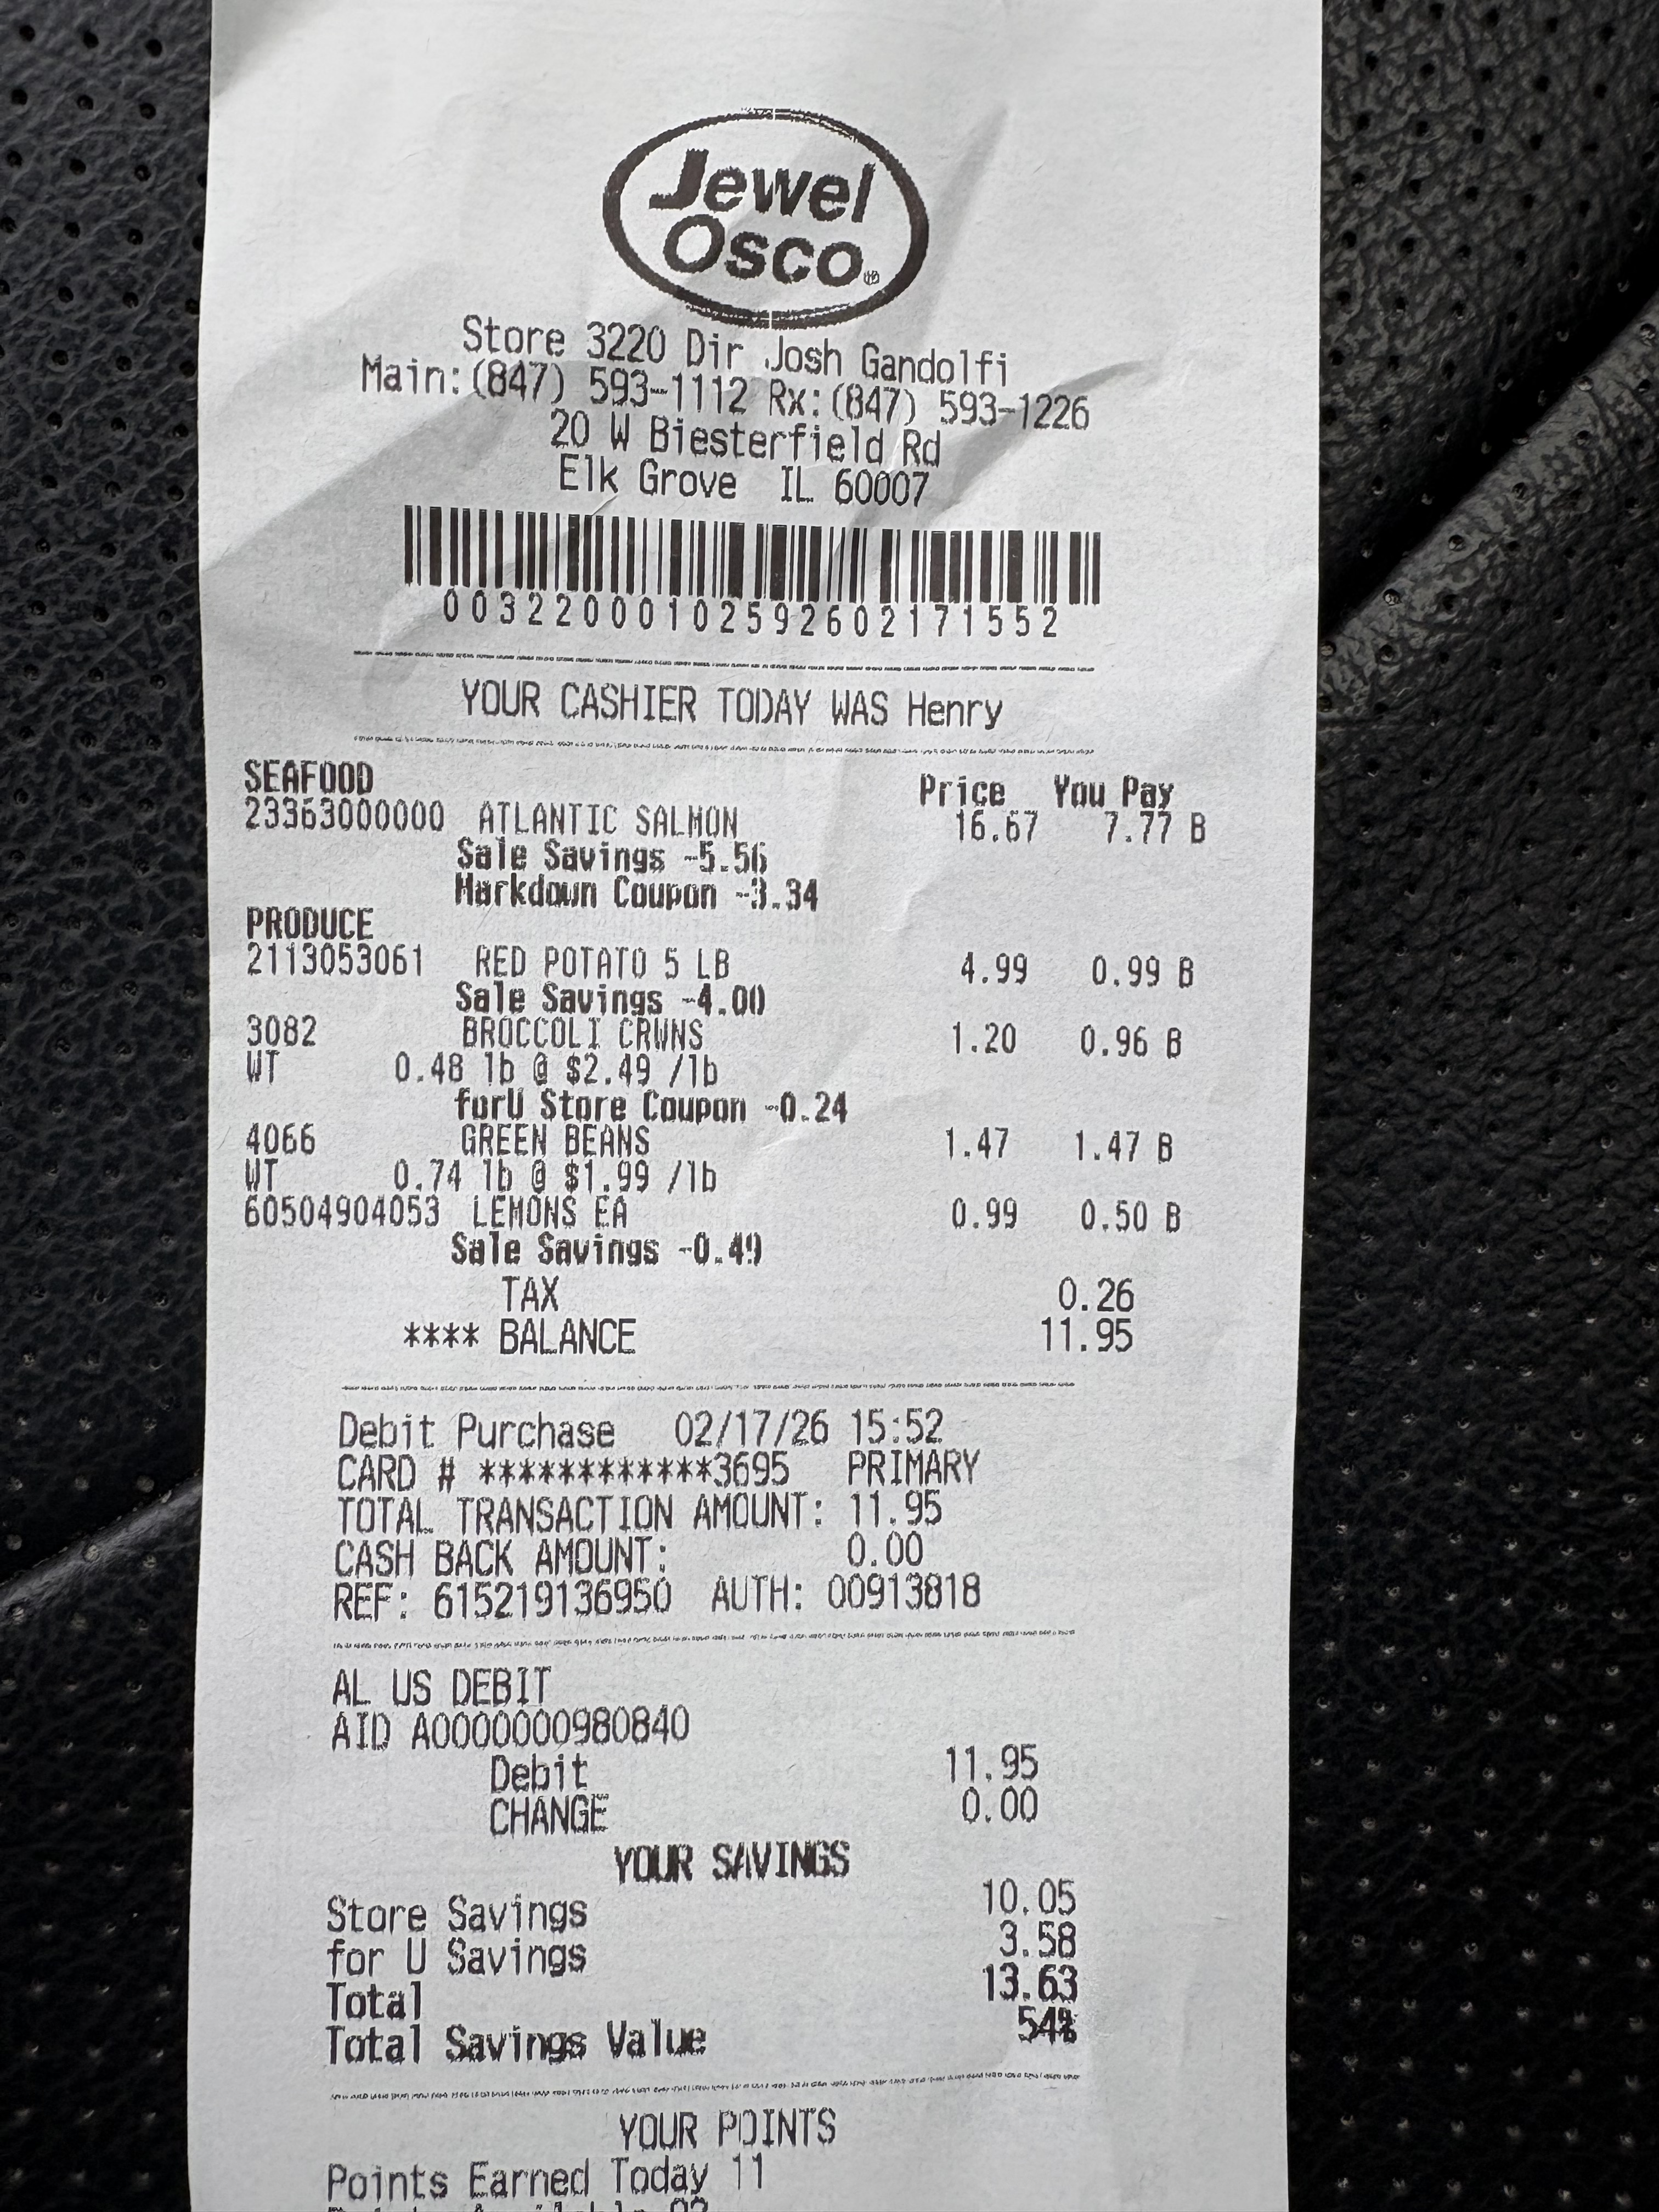 Jewel
Osco®
Store 3220 Dir Josh Gandolfi
Main:(847) 593-1112 Rx:(847) 593-1226
20 W Biesterfield Rd
Elk Grove IL 60007
00322000102592602171552
YOUR CASHIER TODAY WAS Henry
SEAFOOD Price You Pay
23363000000 ATLANTIC SALMON 16.67 7.77 B
Sale Savings -5.56
Markdown Coupon -3.34
PRODUCE
2113053061 RED POTATO 5 LB 4.99 0.99 B
Sale Savings -4.00
3082 BROCCOLI CRWNS 1.20 0.96 B
WT 0.48 lb @ $2.49 /lb
forU Store Coupon -0.24
4066 GREEN BEANS 1.47 1.47 B
WT 0.74 lb @ $1.99 /lb
60504904053 LEMONS EA 0.99 0.50 B
Sale Savings -0.49
TAX 0.26
**** BALANCE 11.95
Debit Purchase 02/17/26 15:52
CARD # ************3695 PRIMARY
TOTAL TRANSACTION AMOUNT: 11.95
CASH BACK AMOUNT: 0.00
REF: 615219136950 AUTH: 00913818
AL US DEBIT
AID A0000000980840
Debit 11.95
CHANGE 0.00
YOUR SAVINGS
Store Savings 10.05
for U Savings 3.58
Total 13.63
Total Savings Value 54%
YOUR POINTS
Points Earned Today 11